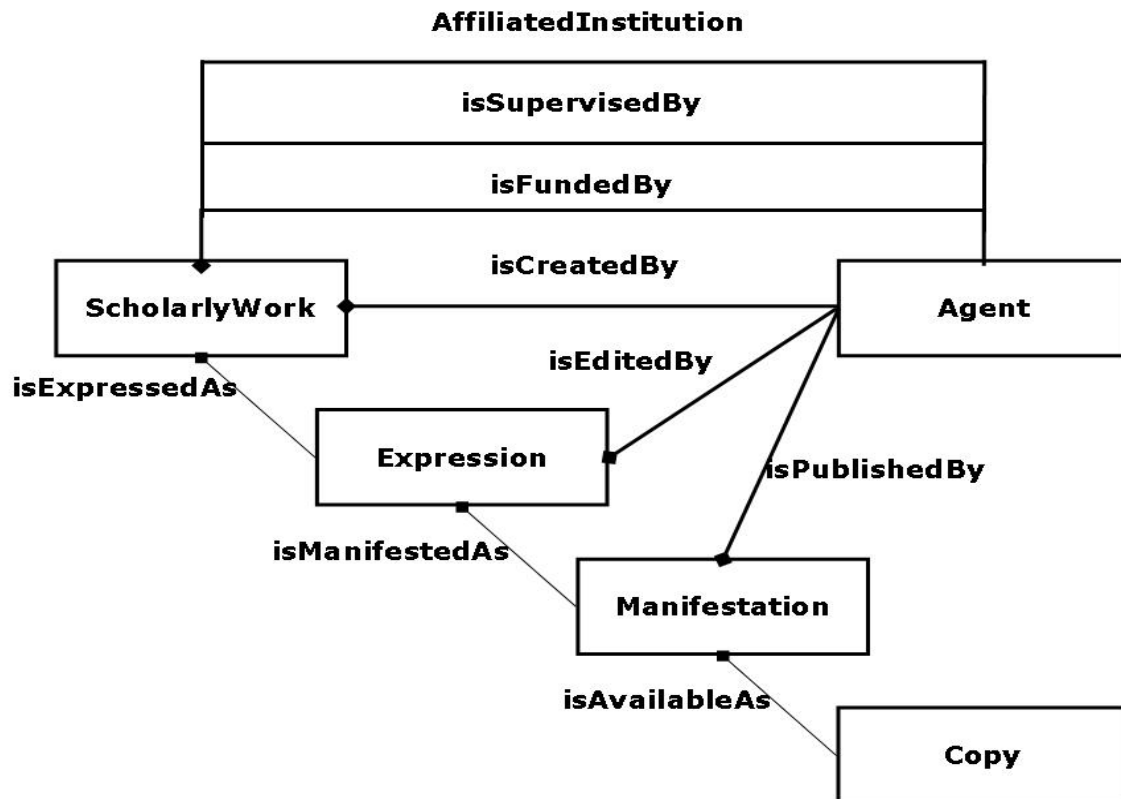 AffiliatedInstitution
isSupervisedBy
isFundedBy
isCreatedBy
ScholarlyWork
Agent
isEditedBy
isExpressedAs
Expression
isPublishedBy
isManifestedAs
Manifestation
isAvailableAs
Copy